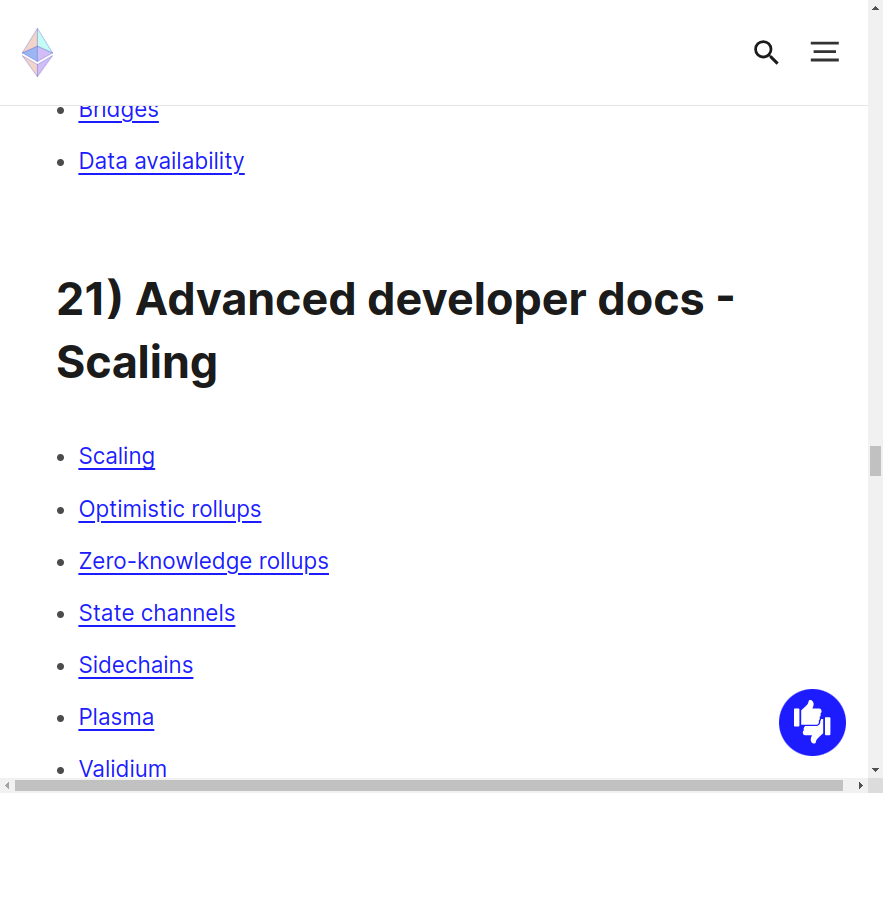 Bridges
Data availability
21) Advanced developer docs -
Scaling
Scaling
Optimistic rollups
Zero-knowledge rollups
State channels
Sidechains
Plasma
Validium